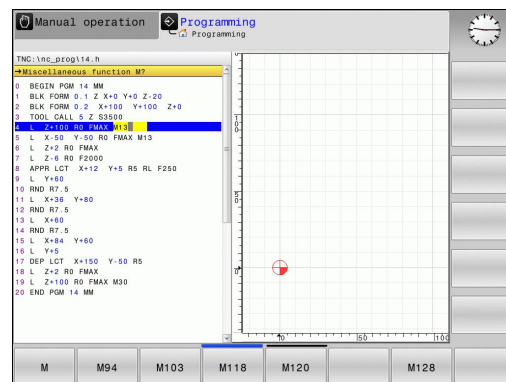 Manual operation
Programming
Programming
TNC:\nc_prog\14.h
→Miscellaneous function M?
0 BEGIN PGM 14 MM
1 BLK FORM 0.1 Z X+0 Y+0 Z-20
2 BLK FORM 0.2 X+100 Y+100 Z+0
3 TOOL CALL 5 Z S3500
4 L Z+100 R0 FMAX M13
5 L X-50 Y-50 R0 FMAX M13
6 L Z+2 R0 FMAX
7 L Z-6 R0 F2000
8 APPR LCT X+12 Y+5 R5 RL F250
9 L Y+60
10 RND R7.5
11 L X+36 Y+80
12 RND R7.5
13 L X+60
14 RND R7.5
15 L X+84 Y+60
16 L Y+5
17 DEP LCT X+150 Y-50 R5
18 L Z+2 R0 FMAX
19 L Z+100 R0 FMAX M30
20 END PGM 14 MM
100
50
0
0 50 100
M M94 M103 M118 M120 M128